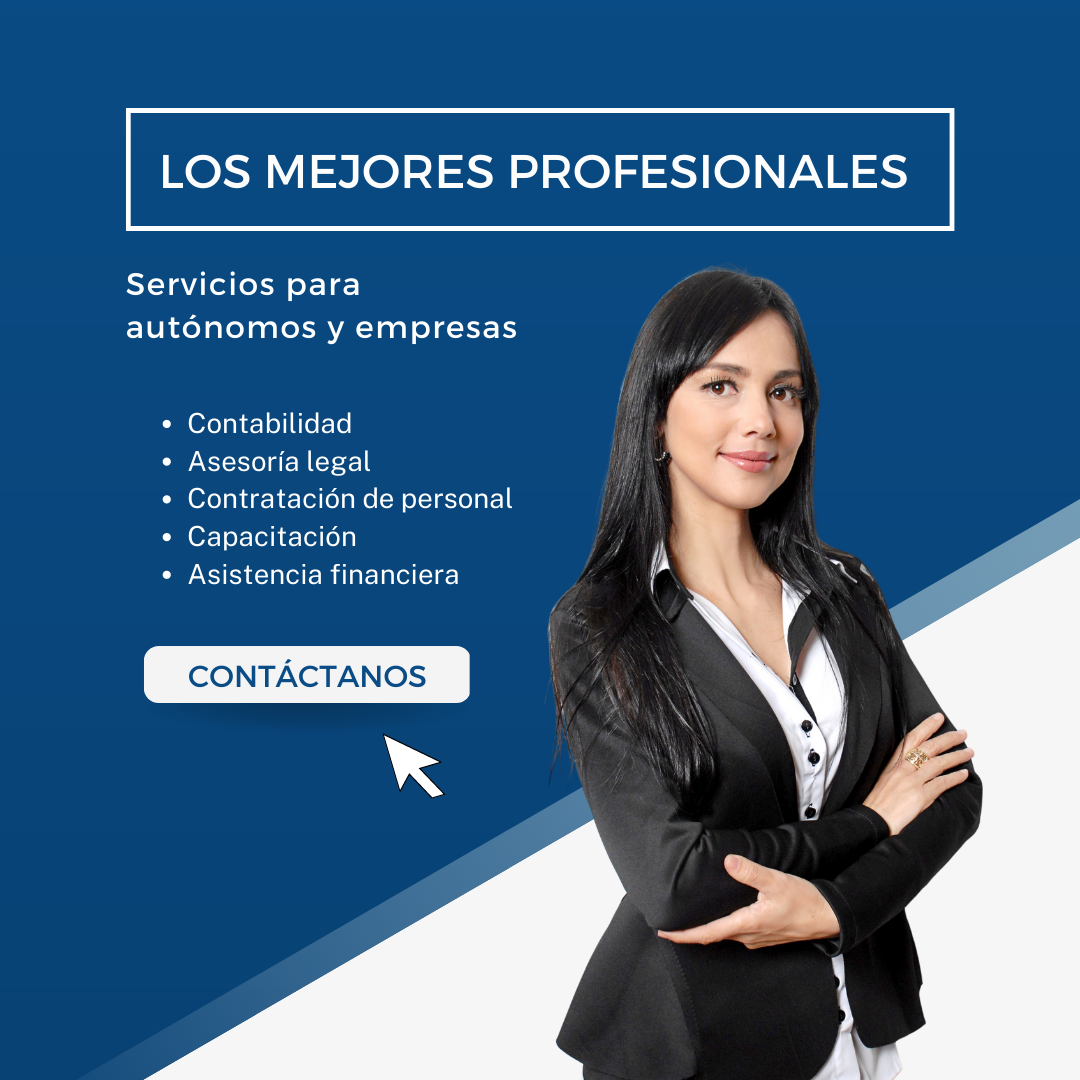 LOS MEJORES PROFESIONALES
Servicios para
autónomos y empresas
• Contabilidad
• Asesoría legal
• Contratación de personal
• Capacitación
• Asistencia financiera
CONTÁCTANOS